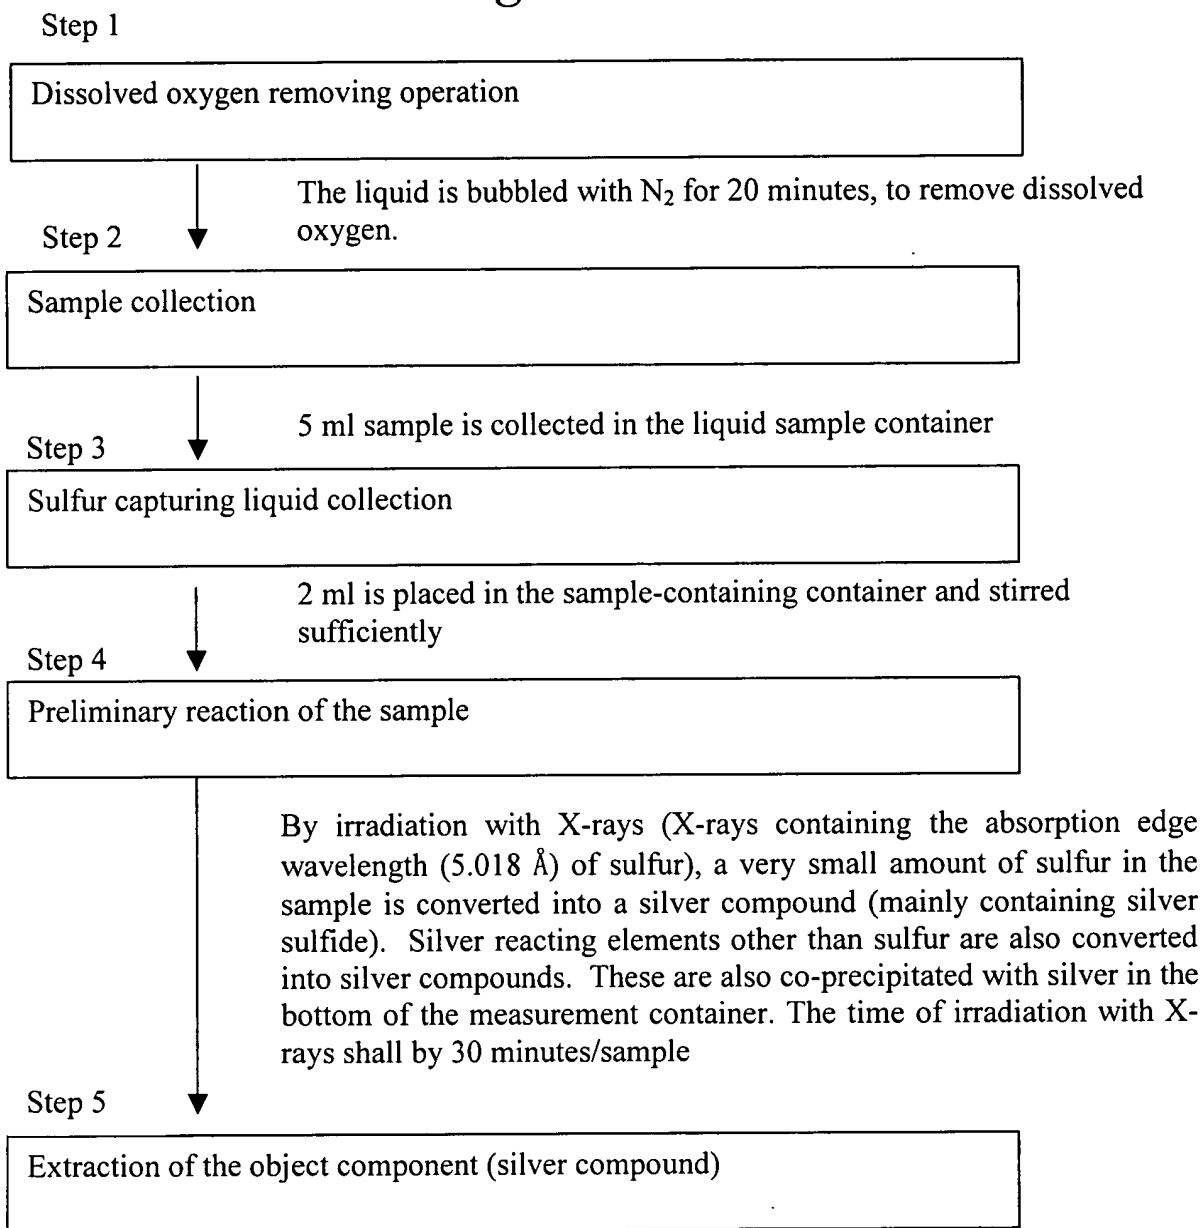 Step 1
Dissolved oxygen removing operation
The liquid is bubbled with N₂ for 20 minutes, to remove dissolved
oxygen.
Step 2
Sample collection
5 ml sample is collected in the liquid sample container
Step 3
Sulfur capturing liquid collection
2 ml is placed in the sample-containing container and stirred
sufficiently
Step 4
Preliminary reaction of the sample
By irradiation with X-rays (X-rays containing the absorption edge
wavelength (5.018 Å) of sulfur), a very small amount of sulfur in the
sample is converted into a silver compound (mainly containing silver
sulfide). Silver reacting elements other than sulfur are also converted
into silver compounds. These are also co-precipitated with silver in the
bottom of the measurement container. The time of irradiation with X-
rays shall by 30 minutes/sample
Step 5
Extraction of the object component (silver compound)